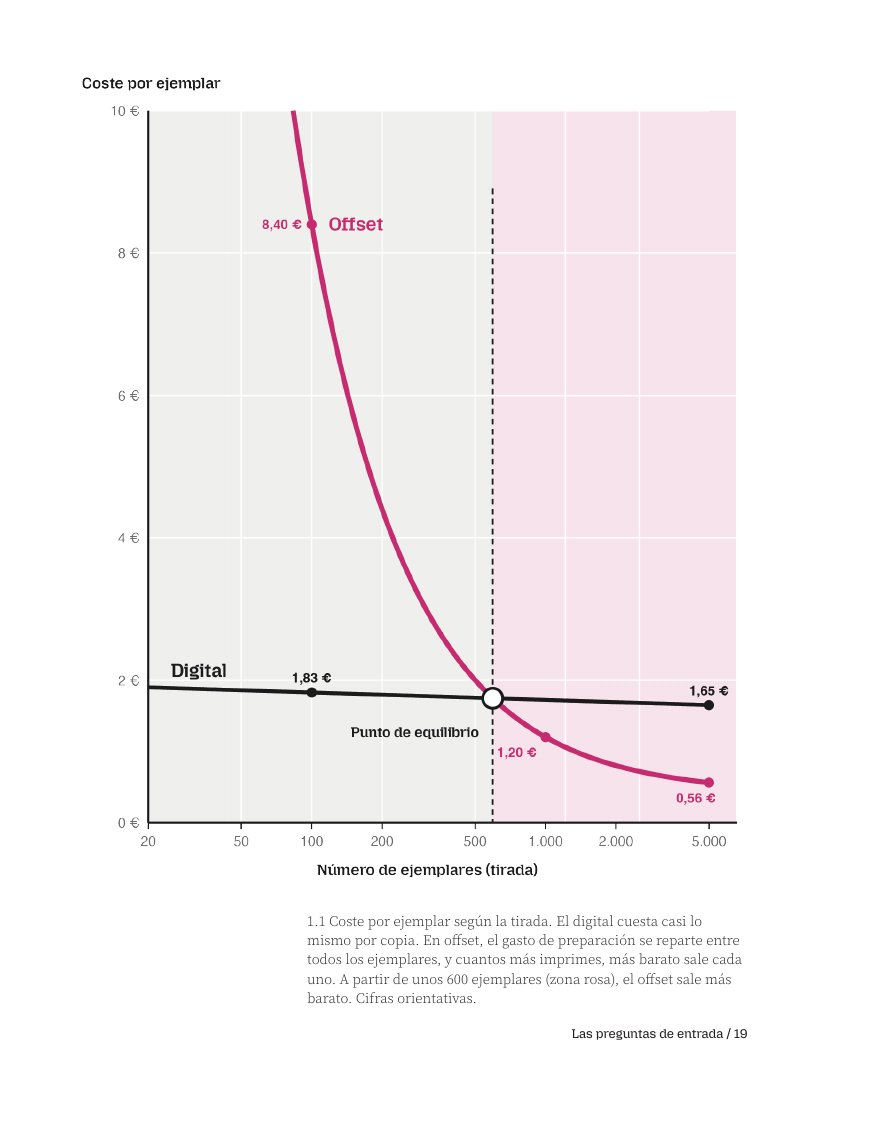 Coste por ejemplar
10 €
8,40 € Offset
8 €
6 €
4 €
Digital
2 €
1,83 €
1,65 €
Punto de equilibrio
1,20 €
0,56 €
0 €
20 50 100 200 500 1.000 2.000 5.000
Número de ejemplares (tirada)
1.1 Coste por ejemplar según la tirada. El digital cuesta casi lo
mismo por copia. En offset, el gasto de preparación se reparte entre
todos los ejemplares, y cuantos más imprimes, más barato sale cada
uno. A partir de unos 600 ejemplares (zona rosa), el offset sale más
barato. Cifras orientativas.
Las preguntas de entrada / 19